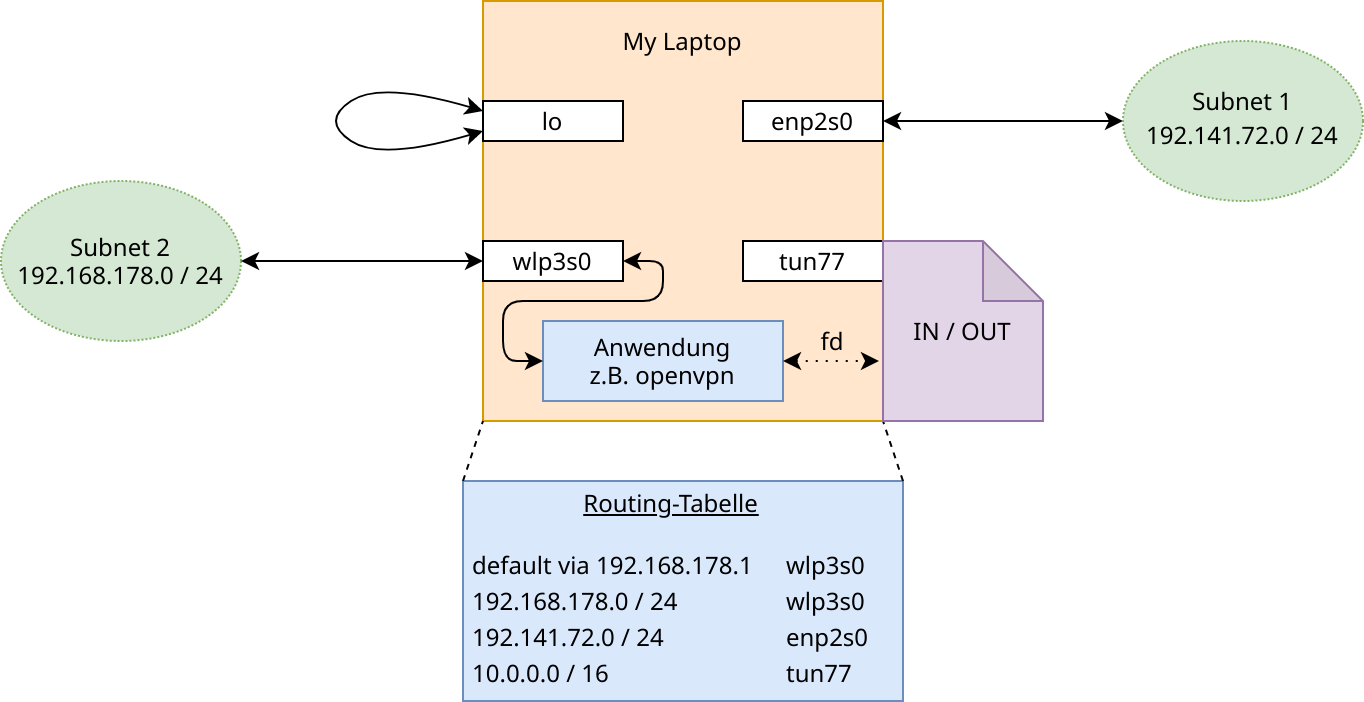 My Laptop
lo
enp2s0
Subnet 1
192.141.72.0 / 24
Subnet 2
192.168.178.0 / 24
wlp3s0
tun77
IN / OUT
Anwendung
z.B. openvpn
fd
Routing-Tabelle
default via 192.168.178.1 wlp3s0
192.168.178.0 / 24 wlp3s0
192.141.72.0 / 24 enp2s0
10.0.0.0 / 16 tun77